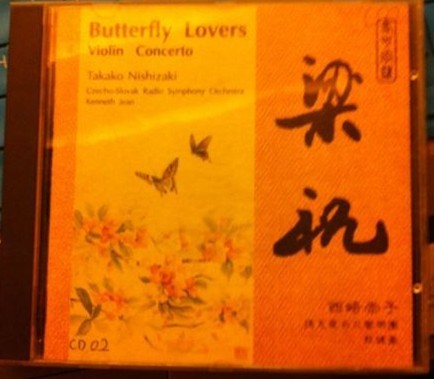 Butterfly Lovers
Violin Concerto
Takako Nishizaki
Czecho-Slovak Radio Symphony Orchestra
Kenneth Jean
梁
祝
西崎崇子
CD 02